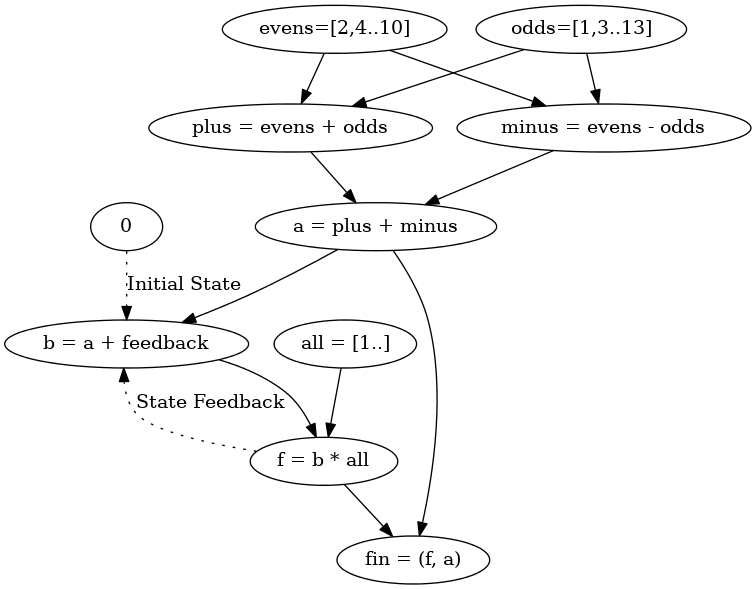 evens=[2,4..10]
odds=[1,3..13]
plus = evens + odds
minus = evens - odds
0
a = plus + minus
Initial State
b = a + feedback
all = [1..]
State Feedback
f = b * all
fin = (f, a)